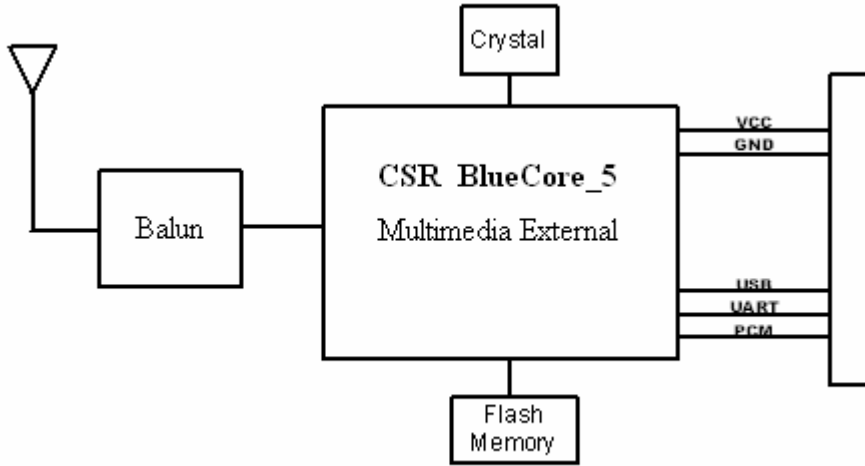 Crystal
VCC
GND
CSR BlueCore_5
Multimedia External
Balun
USB
UART
PCM
Flash
Memory